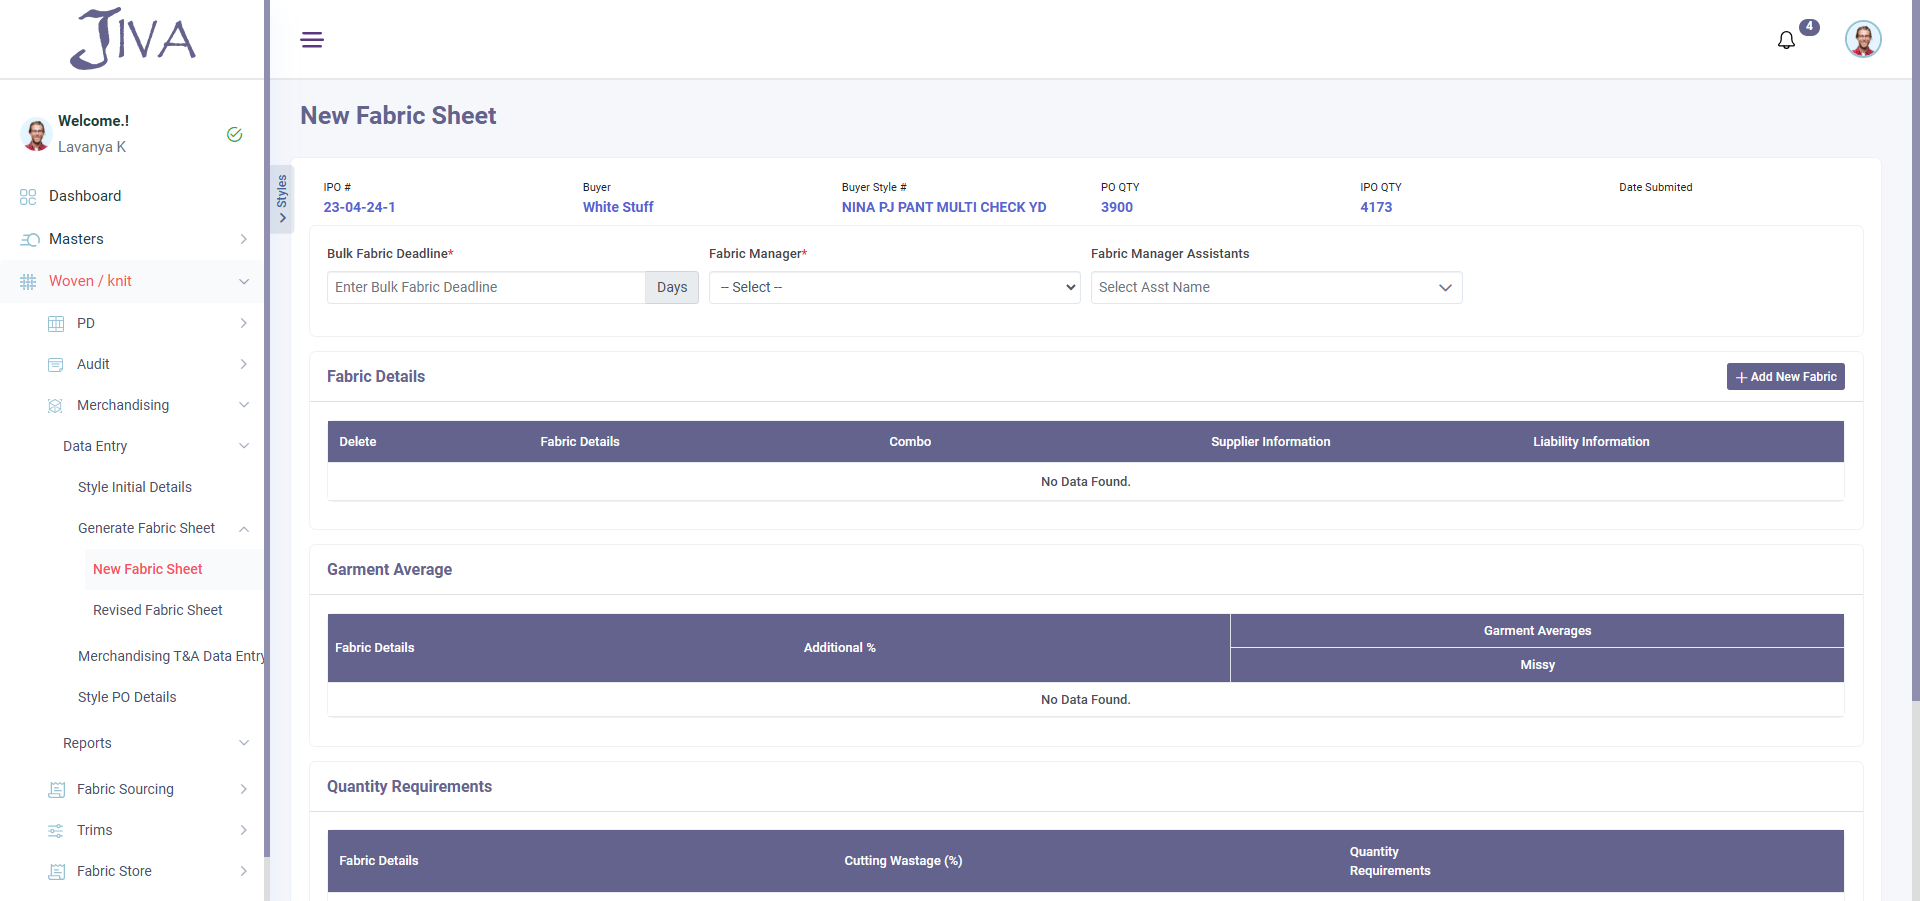 JIVA
4
Welcome.!
Lavanya K
Dashboard
Masters
Woven / knit
PD
Audit
Merchandising
Data Entry
Style Initial Details
Generate Fabric Sheet
New Fabric Sheet
Revised Fabric Sheet
Merchandising T&A Data Entry
Style PO Details
Reports
Fabric Sourcing
Trims
Fabric Store
Styles
New Fabric Sheet
IPO # Buyer Buyer Style # PO QTY IPO QTY Date Submited
23-04-24-1 White Stuff NINA PJ PANT MULTI CHECK YD 3900 4173
Bulk Fabric Deadline* Fabric Manager* Fabric Manager Assistants
Enter Bulk Fabric Deadline Days -- Select -- Select Asst Name
Fabric Details + Add New Fabric
Delete Fabric Details Combo Supplier Information Liability Information
No Data Found.
Garment Average
Fabric Details Additional % Garment Averages
Missy
No Data Found.
Quantity Requirements
Fabric Details Cutting Wastage (%) Quantity
Requirements